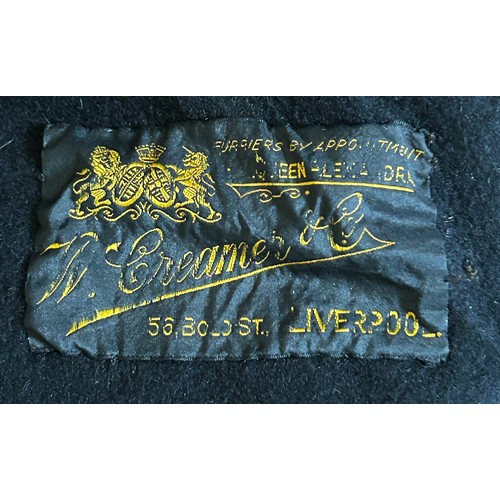 FURRIERS BY APPOINTMENT
QUEEN ALEXANDRA
W. Creamer & Co
56, BOLD ST., LIVERPOOL.